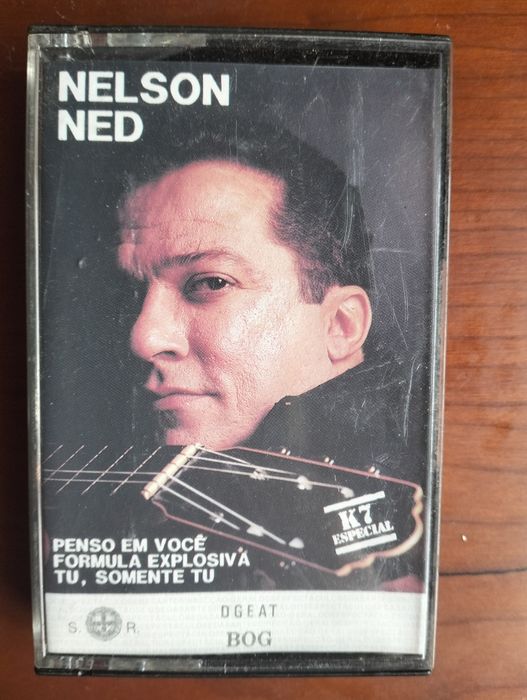 NELSON
NED
K7
ESPECIAL
PENSO EM VOCÊ
FORMULA EXPLOSIVA
TU, SOMENTE TU
S. R.
DGEAT
BOG